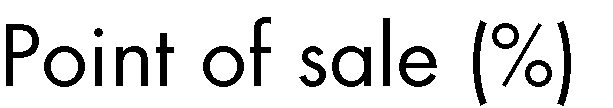 Point of sale (%)